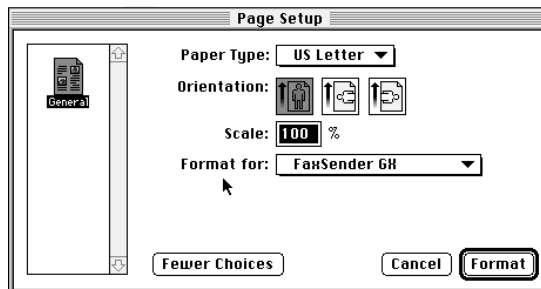 Page Setup
General
Paper Type: US Letter
Orientation:
Scale: 100 %
Format for: FaxSender GX
Fewer Choices Cancel Format